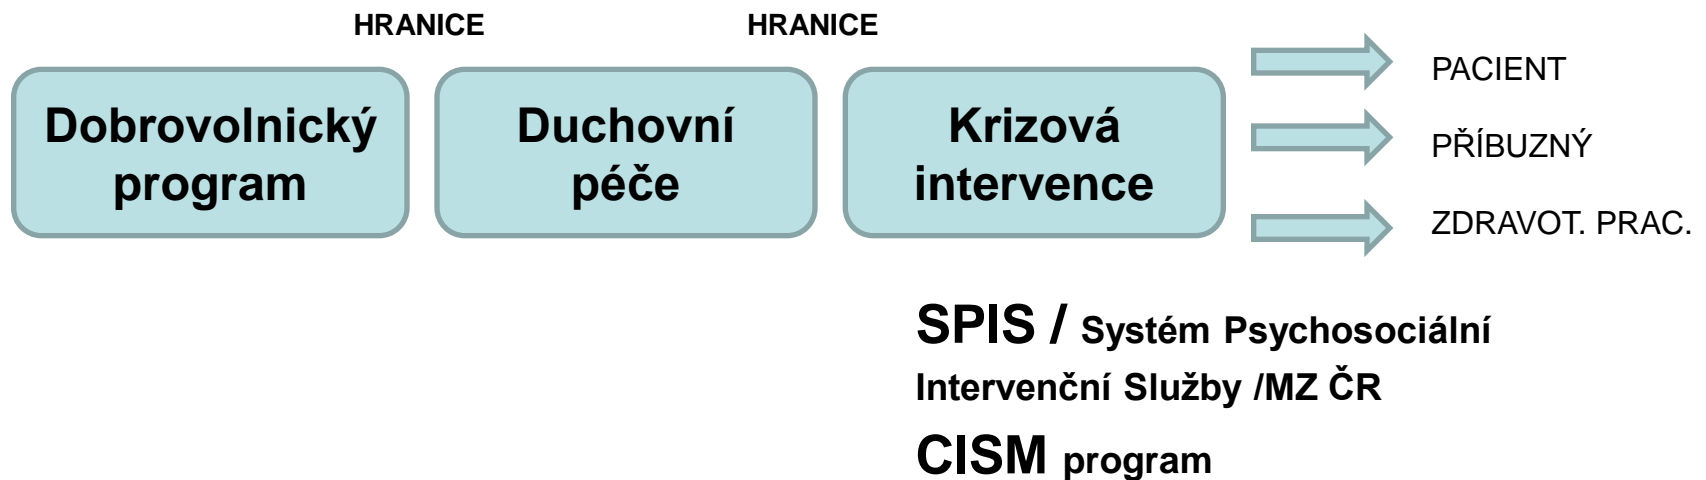 HRANICE HRANICE
Dobrovolnický
program
Duchovní
péče
Krizová
intervence
PACIENT
PŘÍBUZNÝ
ZDRAVOT. PRAC.
SPIS / Systém Psychosociální
Intervenční Služby /MZ ČR
CISM program